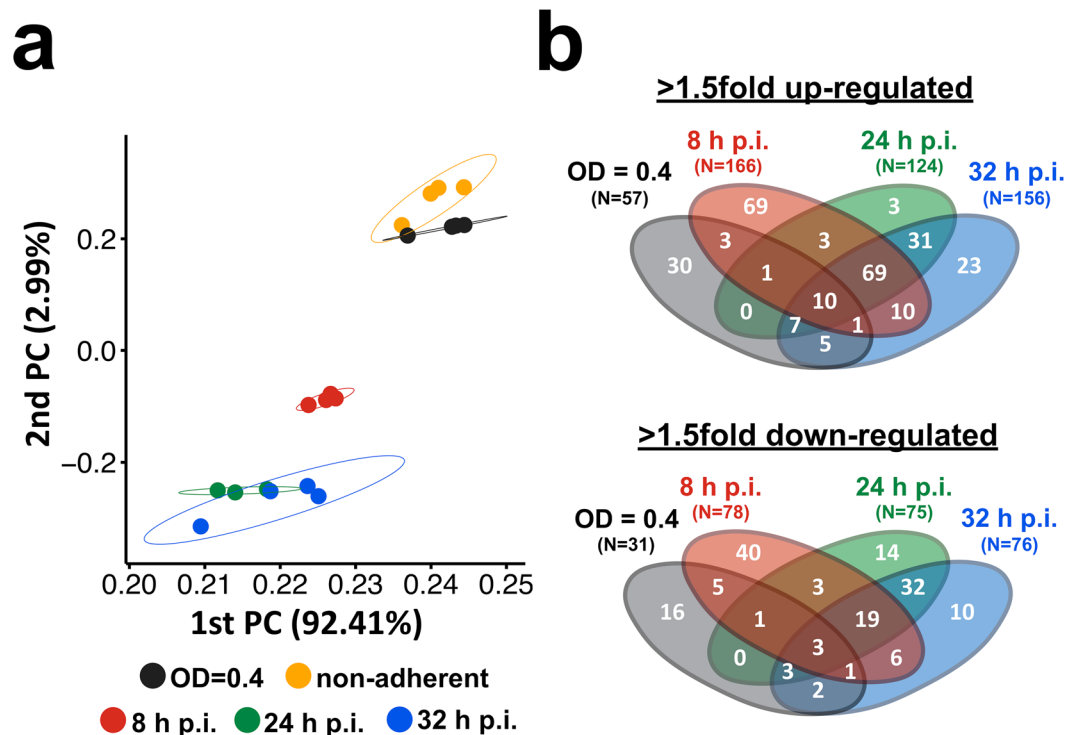 a
2nd PC (2.99%)
0.2
0.0
−0.2
0.20 0.21 0.22 0.23 0.24 0.25
1st PC (92.41%)
OD=0.4 non-adherent
8 h p.i. 24 h p.i. 32 h p.i.
b
>1.5fold up-regulated
8 h p.i. 24 h p.i.
(N=166) (N=124)
OD = 0.4 32 h p.i.
(N=57) (N=156)
69 3
3 3 31
30 1 69 23
10
0 7 1 10
5
>1.5fold down-regulated
8 h p.i. 24 h p.i.
(N=78) (N=75)
OD = 0.4 32 h p.i.
(N=31) (N=76)
40 14
5 3 32
16 1 19 10
3
0 3 1 6
2